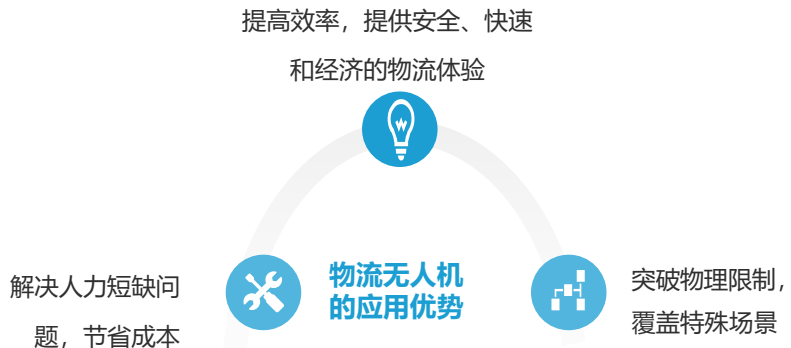 提高效率，提供安全、快速
和经济的物流体验
解决人力短缺问
题，节省成本
物流无人机
的应用优势
突破物理限制，
覆盖特殊场景